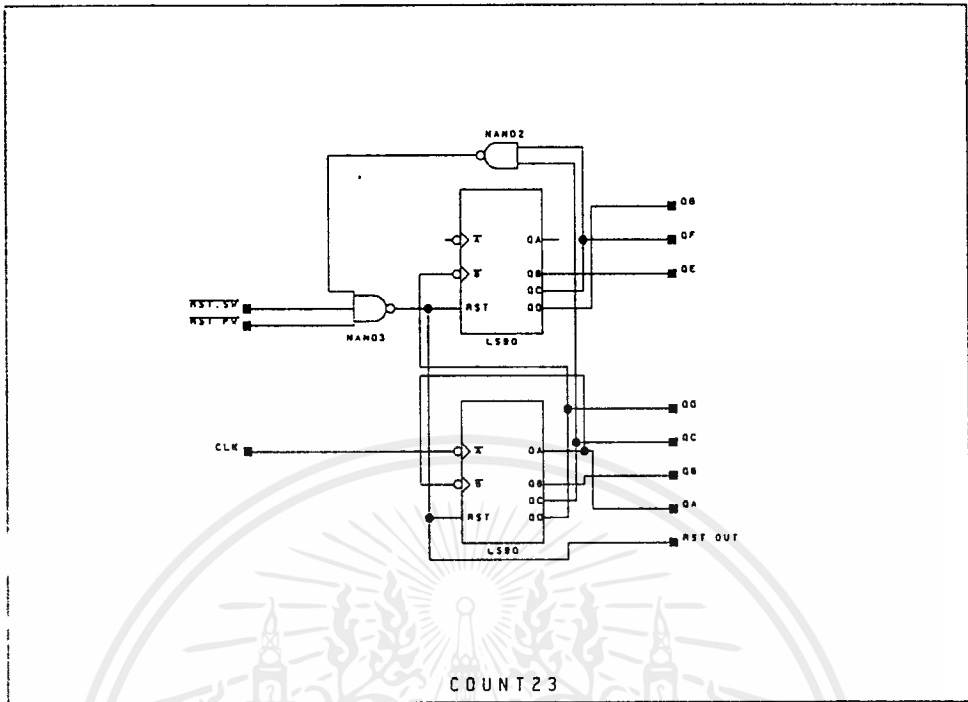 NAND2
QG
A
QA
QF
B
QB
QE
QC
RST.SW
RST
QD
RST PW
NAND3
LS90
QD
QC
CLK
A
QA
B
QB
QB
QC
QA
RST
QD
RST OUT
LS90
COUNT23